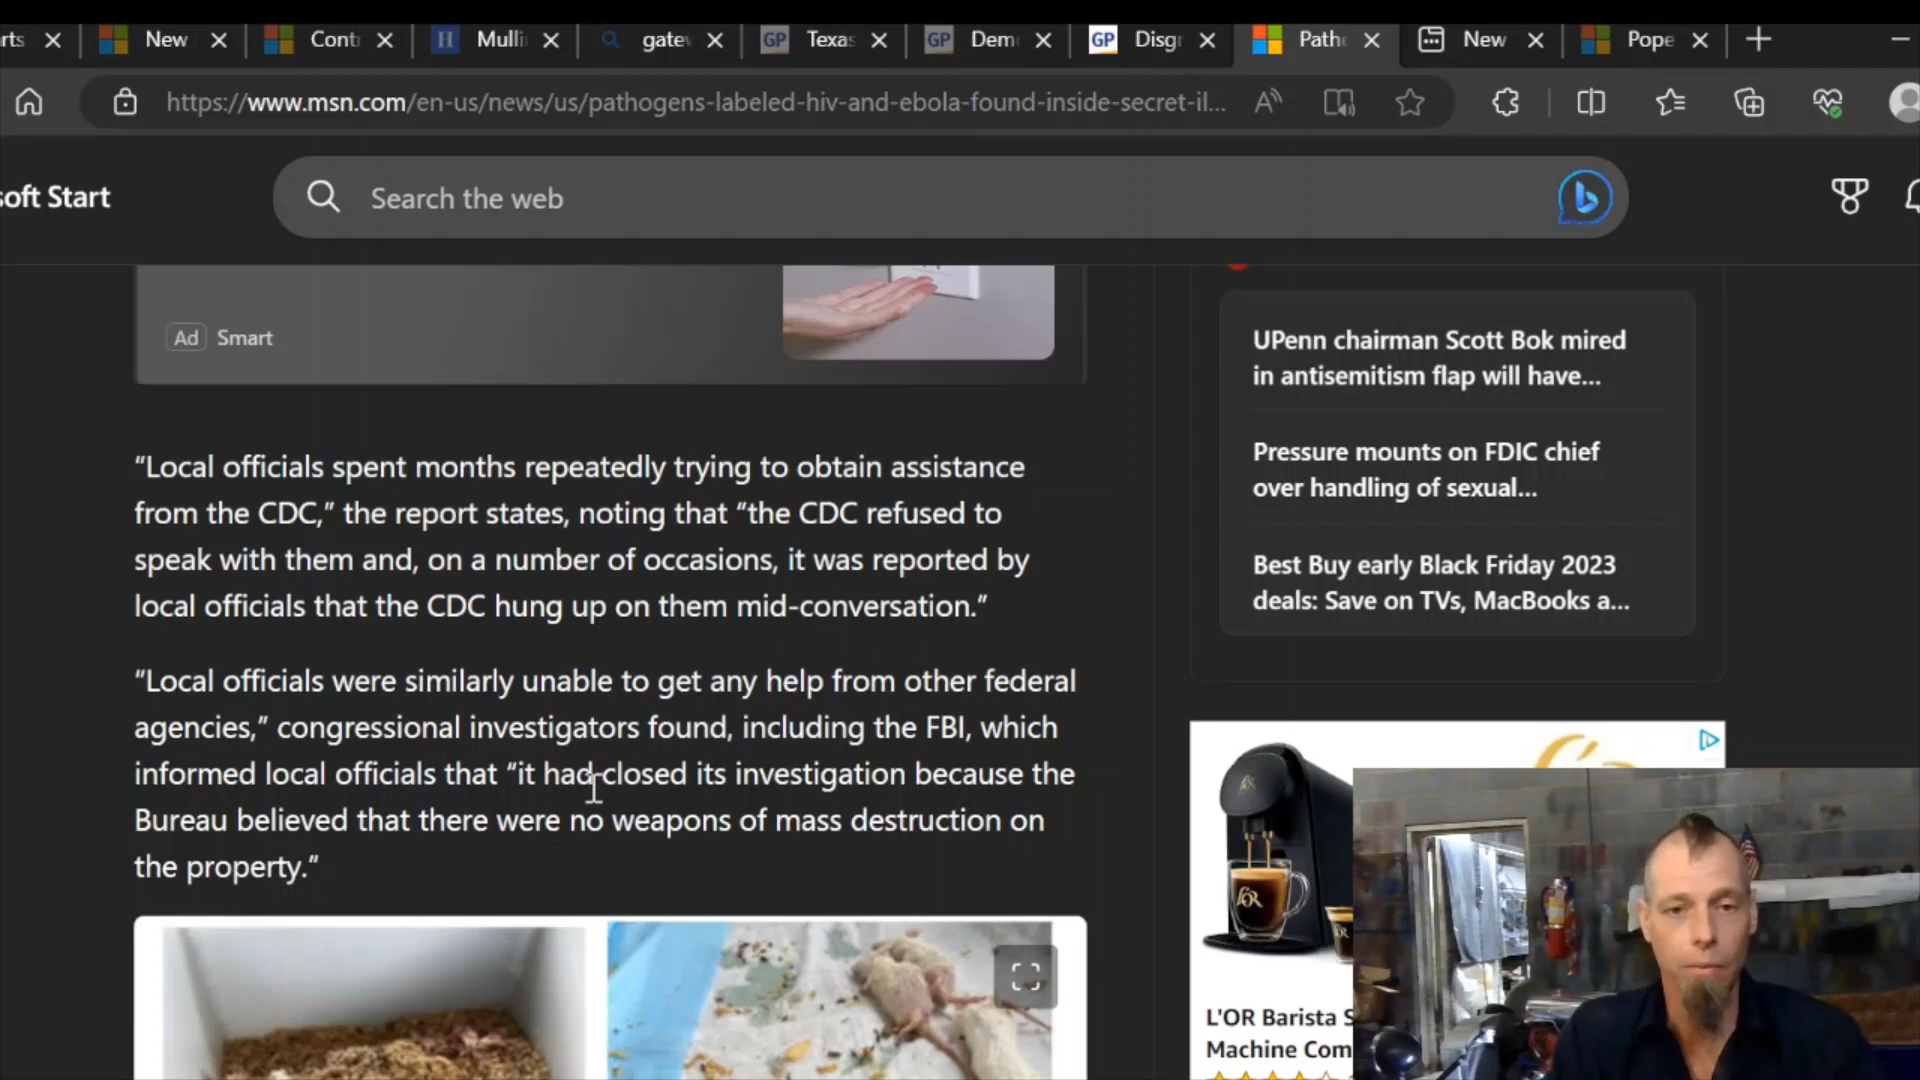 rts
New
Cont
Mulli
gate
Texas
Dem
Disgr
Path
New
Pope
https://www.msn.com/en-us/news/us/pathogens-labeled-hiv-and-ebola-found-inside-secret-il...
soft Start
Search the web
Ad Smart
“Local officials spent months repeatedly trying to obtain assistance
from the CDC,” the report states, noting that “the CDC refused to
speak with them and, on a number of occasions, it was reported by
local officials that the CDC hung up on them mid-conversation.”
“Local officials were similarly unable to get any help from other federal
agencies,” congressional investigators found, including the FBI, which
informed local officials that “it had closed its investigation because the
Bureau believed that there were no weapons of mass destruction on
the property.”
UPenn chairman Scott Bok mired
in antisemitism flap will have...
Pressure mounts on FDIC chief
over handling of sexual...
Best Buy early Black Friday 2023
deals: Save on TVs, MacBooks a...
L'OR
L'OR Barista S
Machine Com